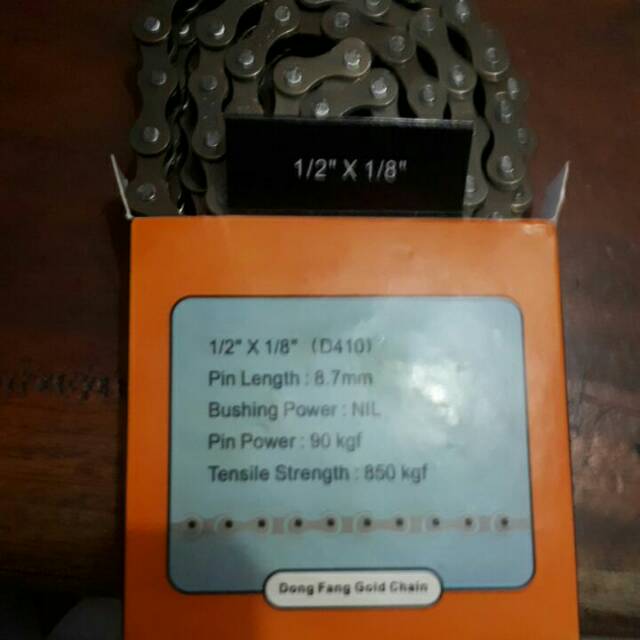 1/2" X 1/8"
1/2" X 1/8" (D410)
Pin Length : 8.7mm
Bushing Power : NIL
Pin Power : 90 kgf
Tensile Strength : 850 kgf
Dong Fang Gold Chain